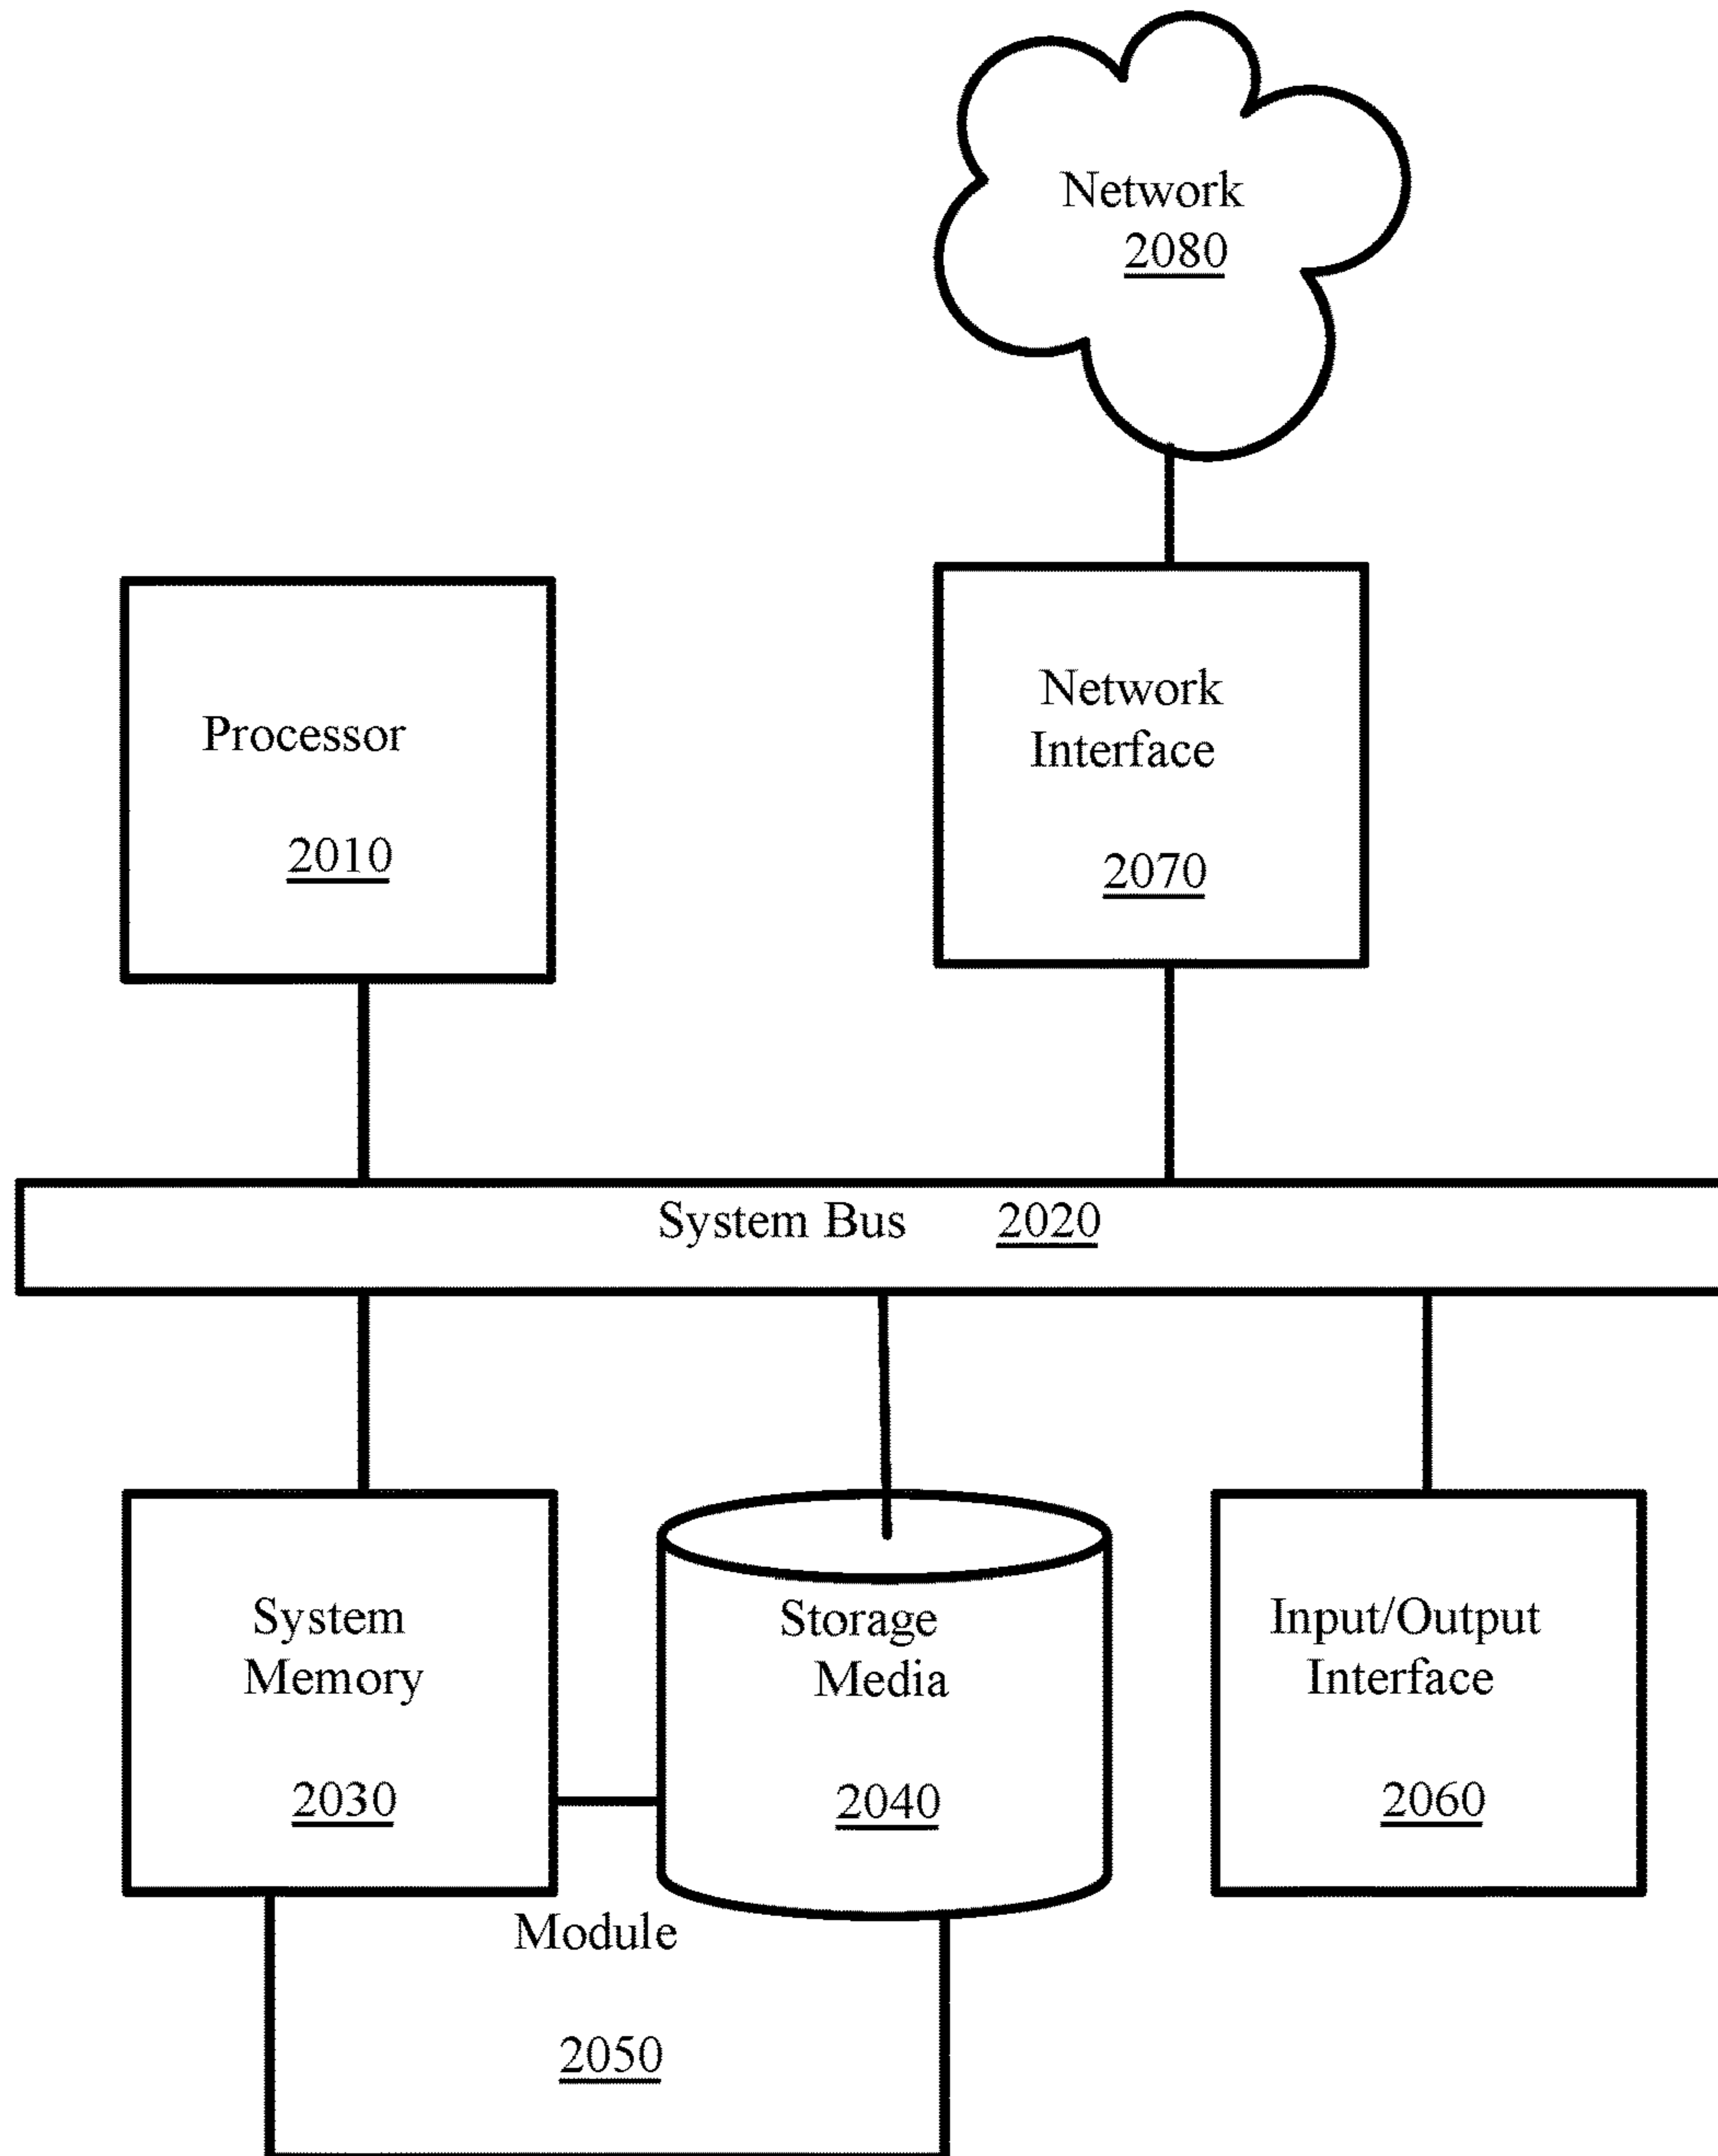 Network
2080
Processor
2010
Network
Interface
2070
System Bus 2020
System
Memory
2030
Storage
Media
2040
Input/Output
Interface
2060
Module
2050